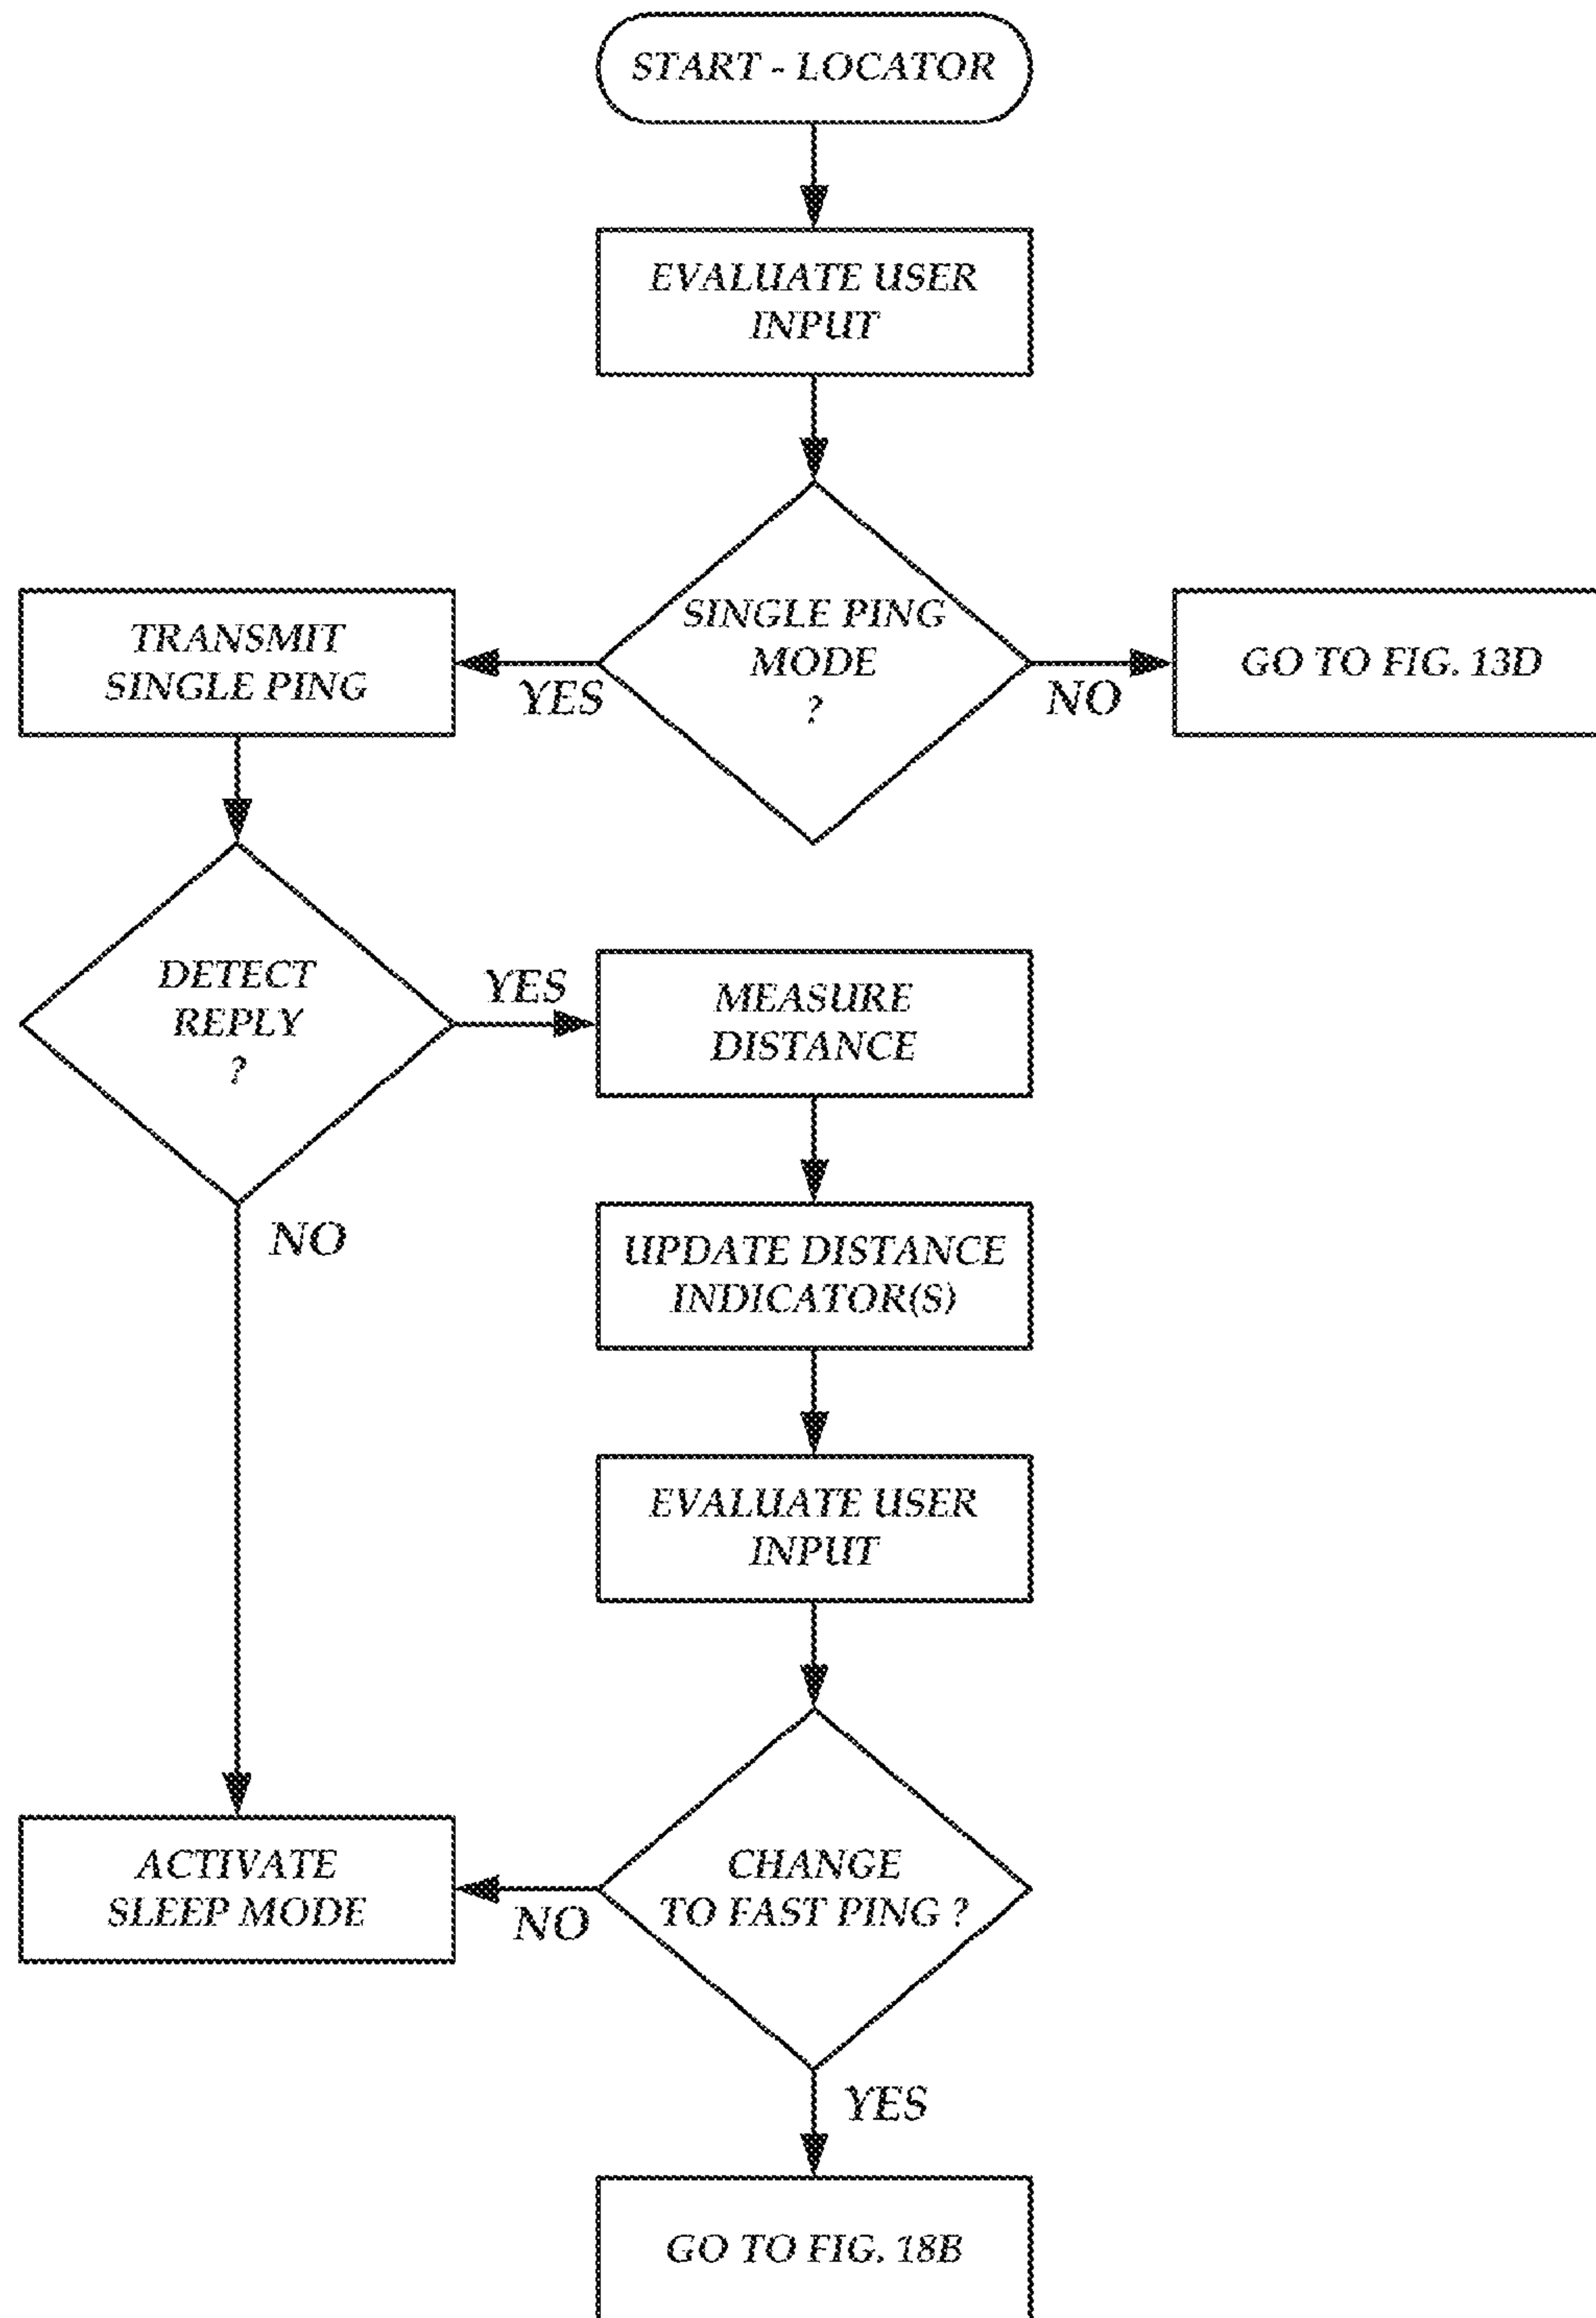 START - LOCATOR
EVALUATE USER
INPUT
SINGLE PING
MODE
?
YES
NO
TRANSMIT
SINGLE PING
GO TO FIG. 13D
DETECT
REPLY
?
YES
NO
MEASURE
DISTANCE
UPDATE DISTANCE
INDICATOR(S)
EVALUATE USER
INPUT
CHANGE
TO FAST PING ?
NO
YES
ACTIVATE
SLEEP MODE
GO TO FIG. 18B